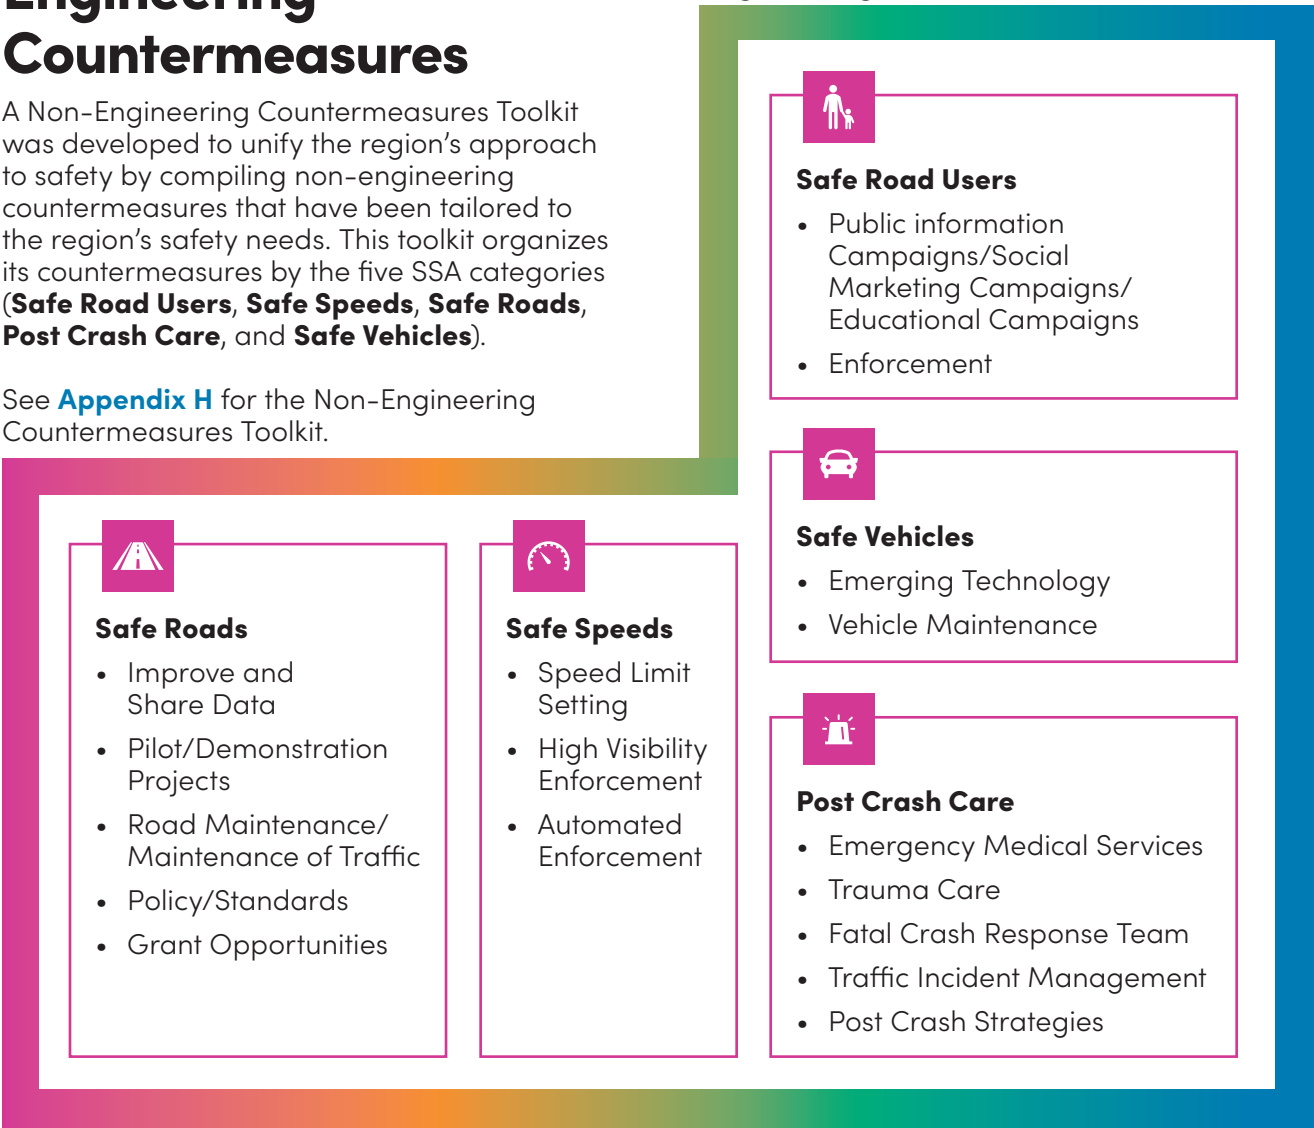 Engineering
Countermeasures
A Non-Engineering Countermeasures Toolkit
was developed to unify the region’s approach
to safety by compiling non-engineering
countermeasures that have been tailored to
the region’s safety needs. This toolkit organizes
its countermeasures by the five SSA categories
(Safe Road Users, Safe Speeds, Safe Roads,
Post Crash Care, and Safe Vehicles).
See Appendix H for the Non-Engineering
Countermeasures Toolkit.
Safe Roads
• Improve and
Share Data
• Pilot/Demonstration
Projects
• Road Maintenance/
Maintenance of Traffic
• Policy/Standards
• Grant Opportunities
Safe Speeds
• Speed Limit
Setting
• High Visibility
Enforcement
• Automated
Enforcement
Safe Road Users
• Public information
Campaigns/Social
Marketing Campaigns/
Educational Campaigns
• Enforcement
Safe Vehicles
• Emerging Technology
• Vehicle Maintenance
Post Crash Care
• Emergency Medical Services
• Trauma Care
• Fatal Crash Response Team
• Traffic Incident Management
• Post Crash Strategies